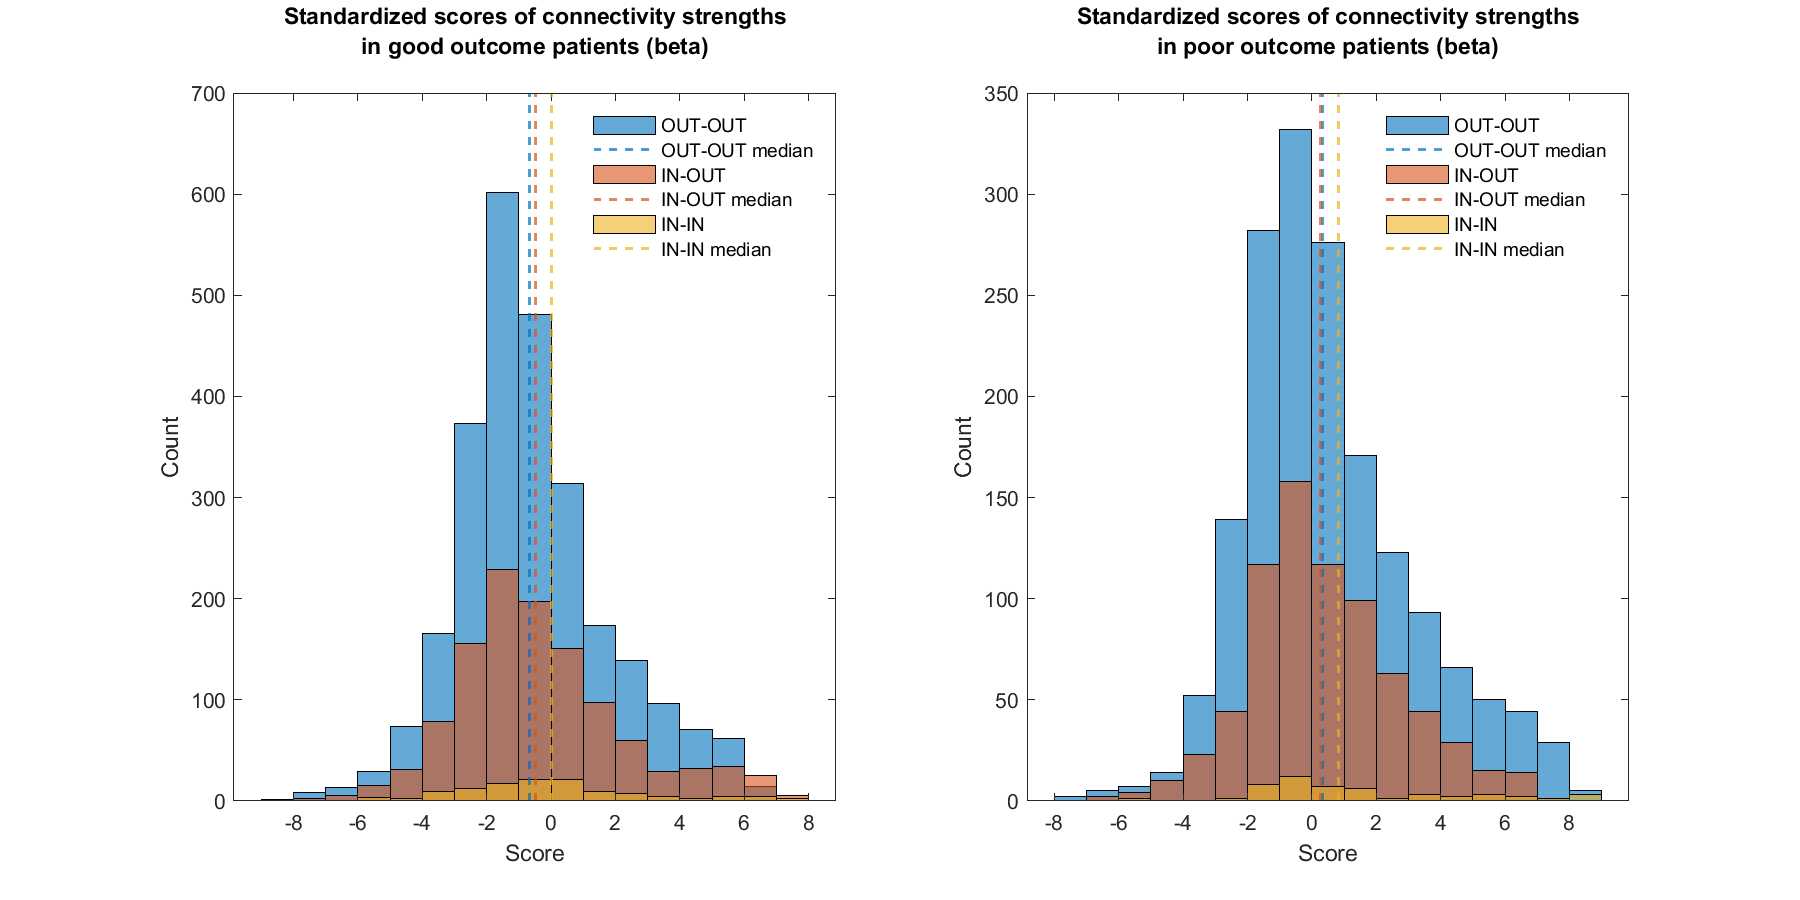 Standardized scores of connectivity strengths
in good outcome patients (beta)
700
600
500
400
300
200
100
0
Count
-8 -6 -4 -2 0 2 4 6 8
Score
OUT-OUT
OUT-OUT median
IN-OUT
IN-OUT median
IN-IN
IN-IN median
Standardized scores of connectivity strengths
in poor outcome patients (beta)
350
300
250
200
150
100
50
0
Count
-8 -6 -4 -2 0 2 4 6 8
Score
OUT-OUT
OUT-OUT median
IN-OUT
IN-OUT median
IN-IN
IN-IN median